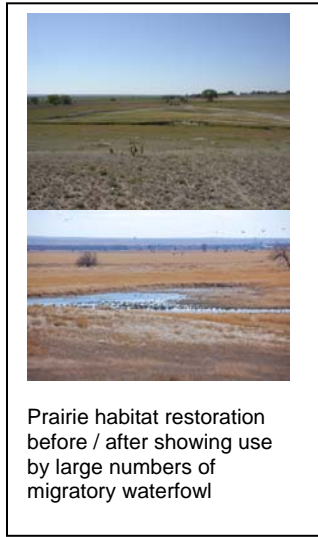 Prairie habitat restoration
before / after showing use
by large numbers of
migratory waterfowl